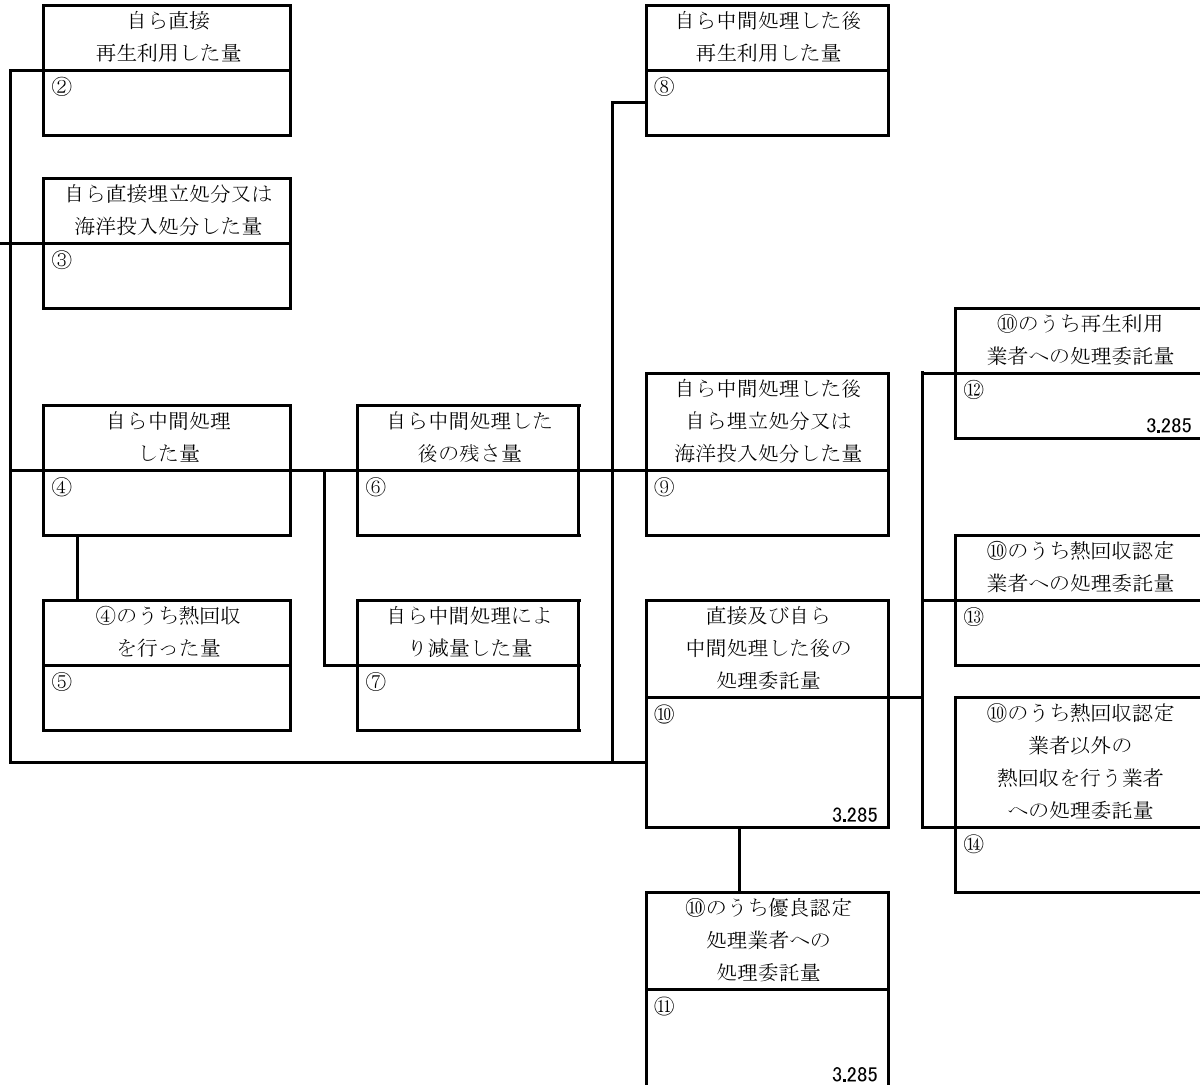 自ら直接
再生利用した量
②
自ら直接埋立処分又は
海洋投入処分した量
③
自ら中間処理
した量
④
④のうち熱回収
を行った量
⑤
自ら中間処理した
後の残さ量
⑥
自ら中間処理によ
り減量した量
⑦
自ら中間処理した後
再生利用した量
⑧
自ら中間処理した後
自ら埋立処分又は
海洋投入処分した量
⑨
直接及び自ら
中間処理した後の
処理委託量
⑩
3.285
⑩のうち優良認定
処理業者への
処理委託量
⑪
3.285
⑩のうち再生利用
業者への処理委託量
⑫
3.285
⑩のうち熱回収認定
業者への処理委託量
⑬
⑩のうち熱回収認定
業者以外の
熱回収を行う業者
への処理委託量
⑭